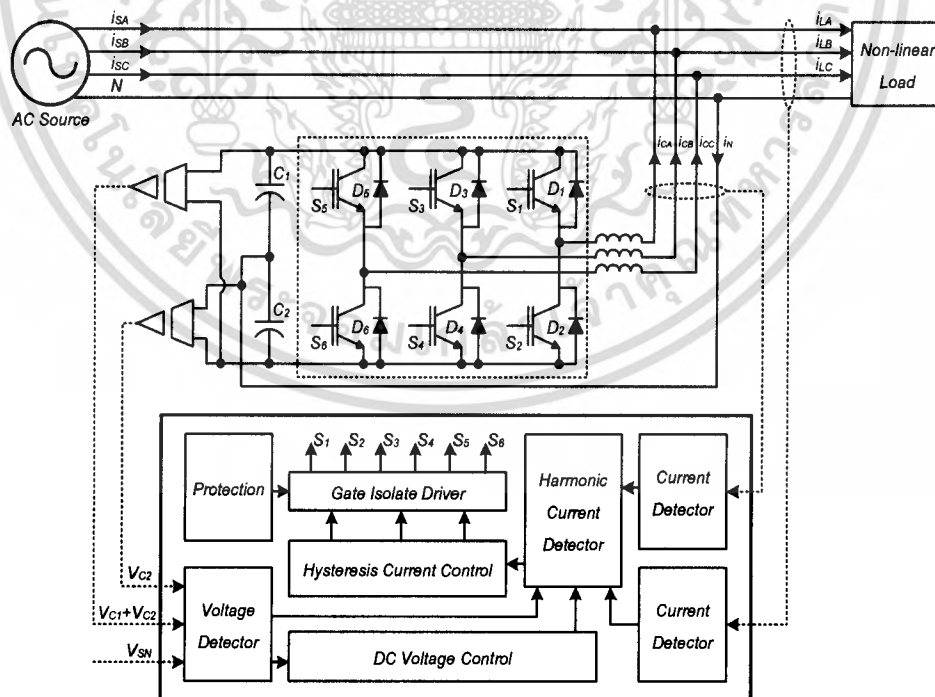 iSA
iSB
iSC
N
AC Source
iLA
iLB
iLC
Non-linear
Load
iCA
iCB
iCC
iN
C1
C2
S5
D5
S3
D3
S1
D1
S6
D6
S4
D4
S2
D2
S1 S2 S3 S4 S5 S6
Protection
Gate Isolate Driver
Harmonic
Current
Detector
Current
Detector
Hysteresis Current Control
VC2
VC1+VC2
VSN
Voltage
Detector
DC Voltage Control
Current
Detector